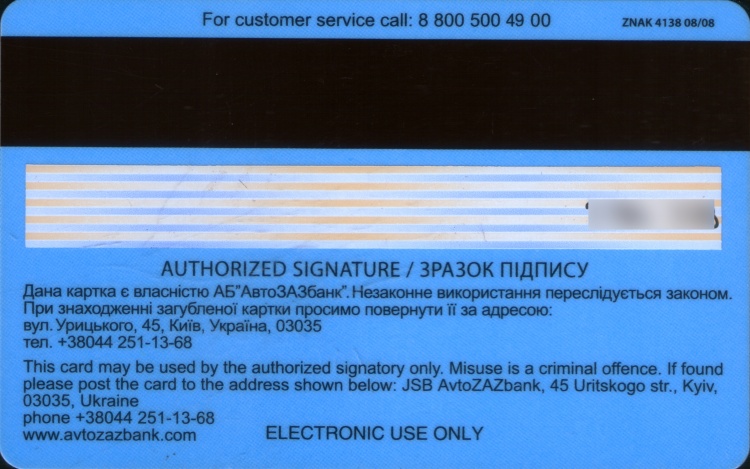 For customer service call: 8 800 500 49 00
ZNAK 4138 08/08
AUTHORIZED SIGNATURE / ЗРАЗОК ПІДПИСУ
Дана картка є власністю АБ"АвтоЗАЗбанк". Незаконне використання переслідується законом.
При знаходженні загубленої картки просимо повернути її за адресою:
вул. Урицького, 45, Київ, Україна, 03035
тел. +38044 251-13-68
This card may be used by the authorized signatory only. Misuse is a criminal offence. If found
please post the card to the address shown below: JSB AvtoZAZbank, 45 Uritskogo str., Kyiv,
03035, Ukraine
phone +38044 251-13-68
www.avtozazbank.com
ELECTRONIC USE ONLY